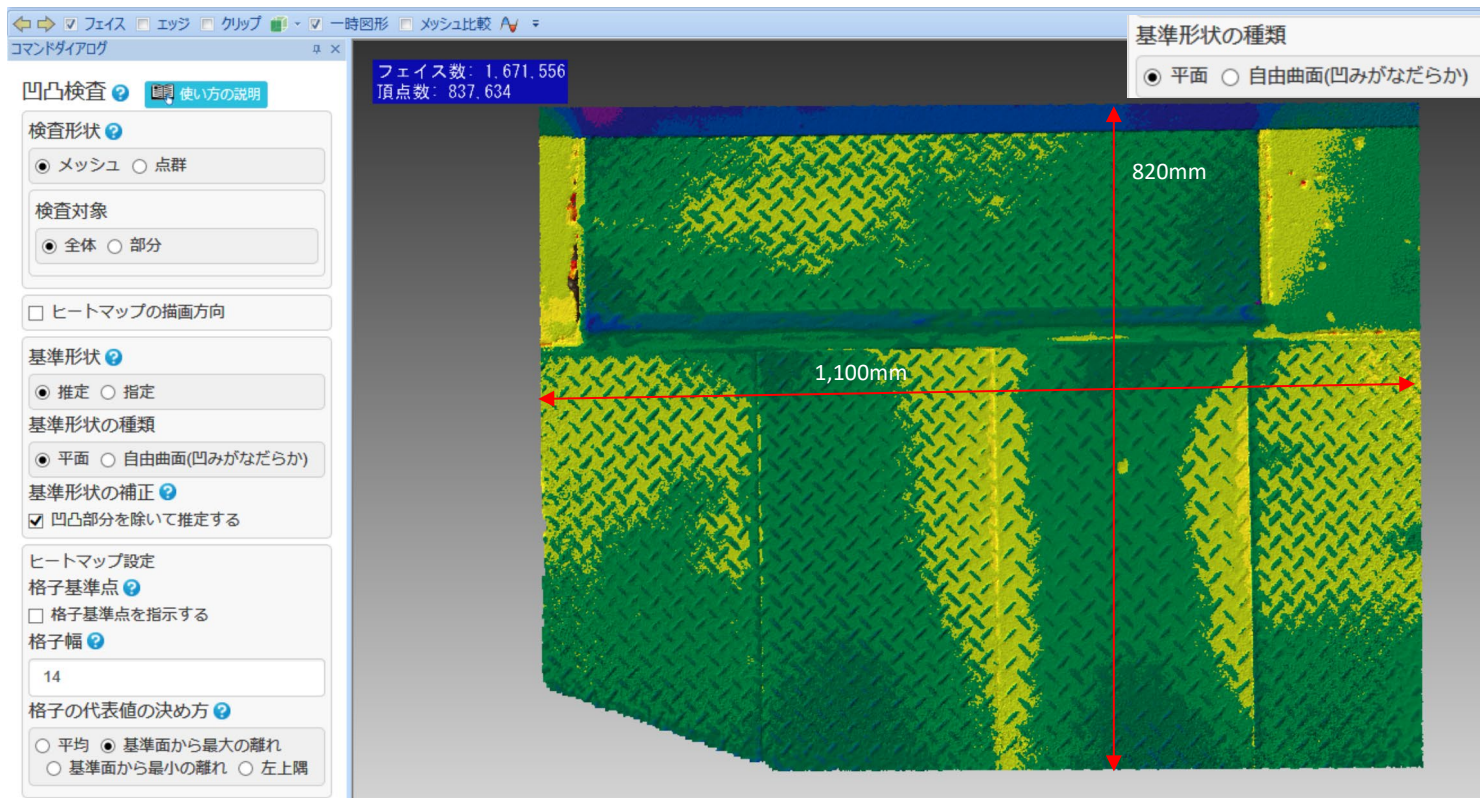 フェイス エッジ クリップ 一時図形 メッシュ比較
コマンドダイアログ
凹凸検査 使い方の説明
検査形状
メッシュ 点群
検査対象
全体 部分
ヒートマップの描画方向
基準形状
推定 指定
基準形状の種類
平面 自由曲面(凹みがなだらか)
基準形状の補正
凹凸部分を除いて推定する
ヒートマップ設定
格子基準点
格子基準点を指示する
格子幅
14
格子の代表値の決め方
平均 基準面から最大の離れ
基準面から最小の離れ 左上隅
フェイス数: 1,671,556
頂点数: 837,634
820mm
1,100mm
基準形状の種類
平面 自由曲面(凹みがなだらか)